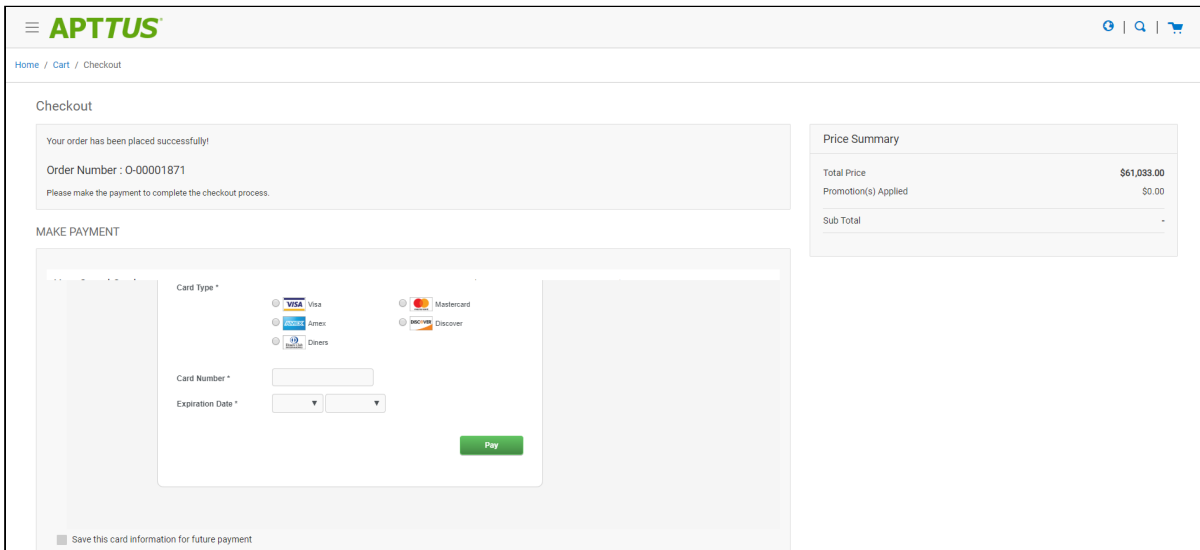 APTTUS
Home / Cart / Checkout
Checkout
Your order has been placed successfully!
Order Number : O-00001871
Please make the payment to complete the checkout process.
MAKE PAYMENT
Card Type *
VISA Visa
Mastercard
Amex
DISCOVER Discover
Diners
Card Number *
Expiration Date *
Pay
Save this card information for future payment
Price Summary
Total Price $61,033.00
Promotion(s) Applied $0.00
Sub Total -